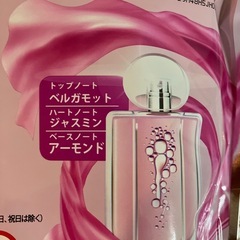 トップノート
ベルガモット
ハートノート
ジャスミン
ベースノート
アーモンド
日、祝日は除く)